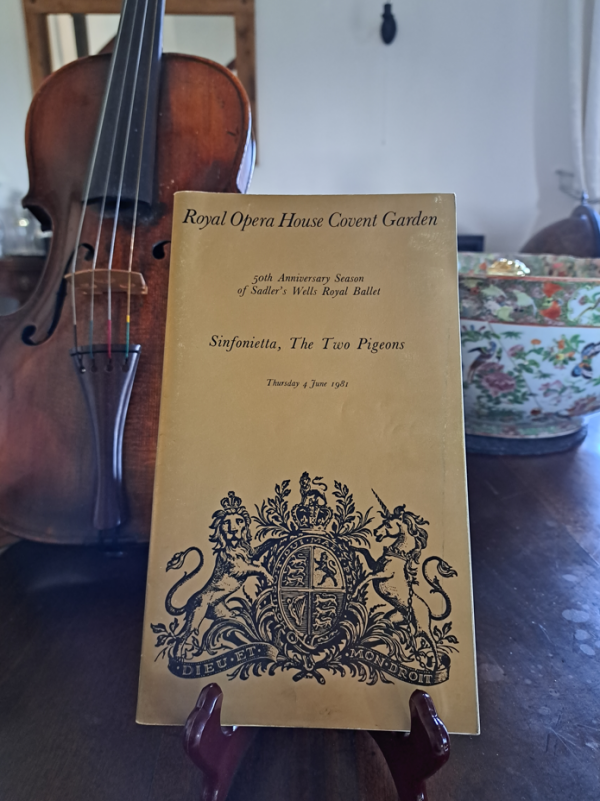 Royal Opera House Covent Garden
50th Anniversary Season
of Sadler's Wells Royal Ballet
Sinfonietta, The Two Pigeons
Thursday 4 June 1981
DIEU·ET· ·MON·DROIT